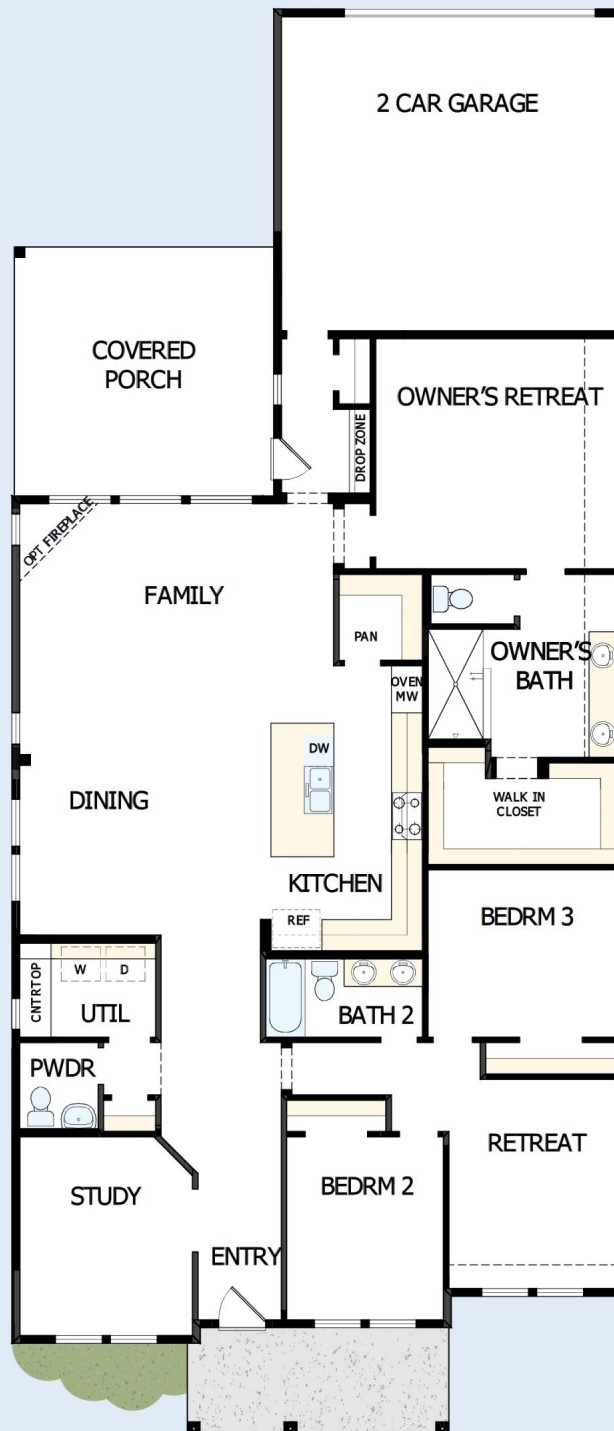 2 CAR GARAGE
COVERED
PORCH
OWNER'S RETREAT
DROP ZONE
OPT FIREPLACE
FAMILY
PAN
OVEN
MW
OWNER'S
BATH
DW
DINING
WALK IN
CLOSET
KITCHEN
REF
BEDRM 3
CNTRTOP
W
D
UTIL
BATH 2
PWDR
RETREAT
STUDY
BEDRM 2
ENTRY